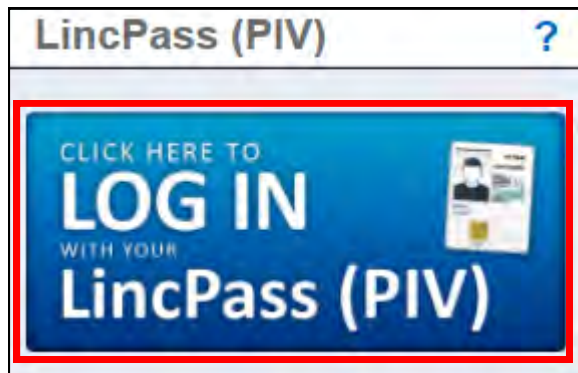 LincPass (PIV) ?
CLICK HERE TO
LOG IN
WITH YOUR
LincPass (PIV)